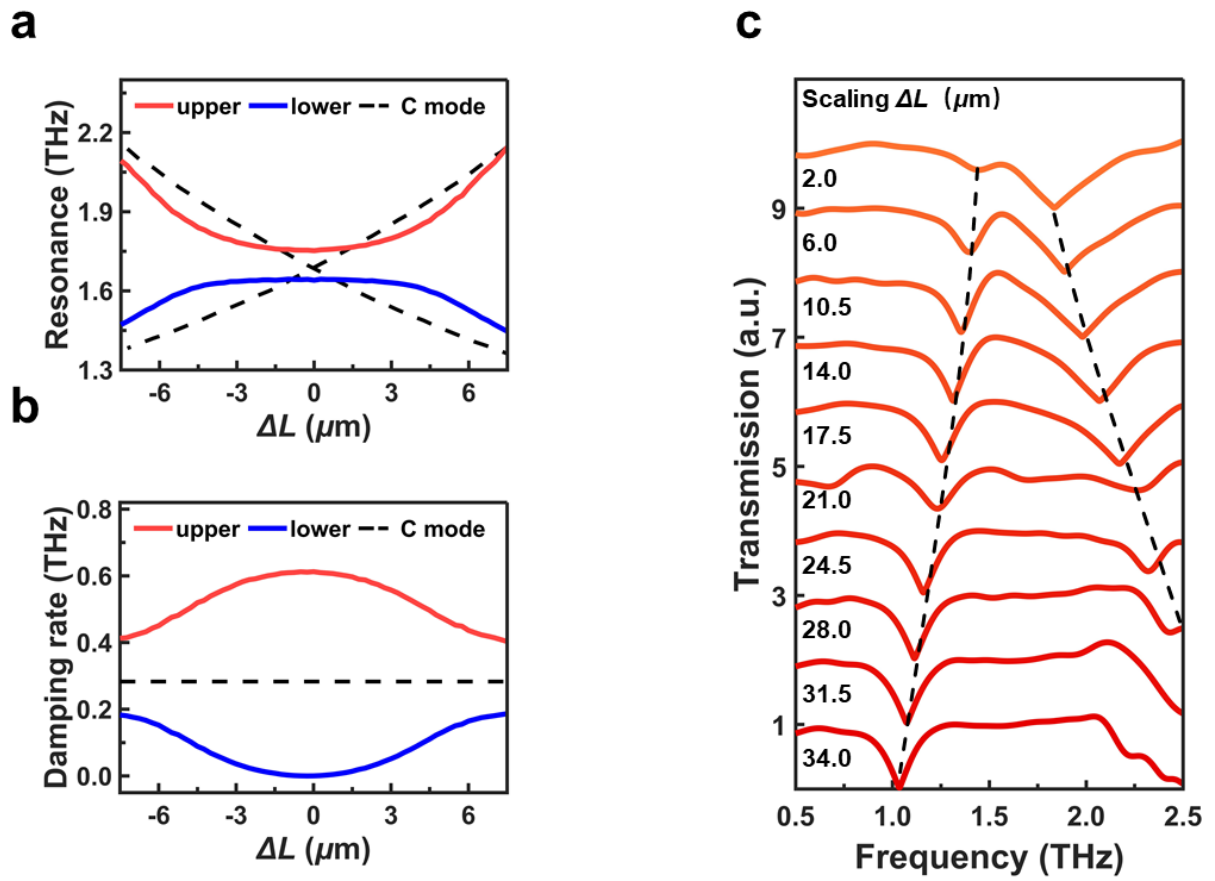 a
upper lower C mode
Resonance (THz)
2.2
1.9
1.6
1.3
-6 -3 0 3 6
ΔL (μm)
b
upper lower C mode
Damping rate (THz)
0.8
0.6
0.4
0.2
0.0
-6 -3 0 3 6
ΔL (μm)
c
Scaling ΔL (μm)
2.0
6.0
10.5
14.0
17.5
21.0
24.5
28.0
31.5
34.0
Transmission (a.u.)
9
7
5
3
1
0.5 1.0 1.5 2.0 2.5
Frequency (THz)